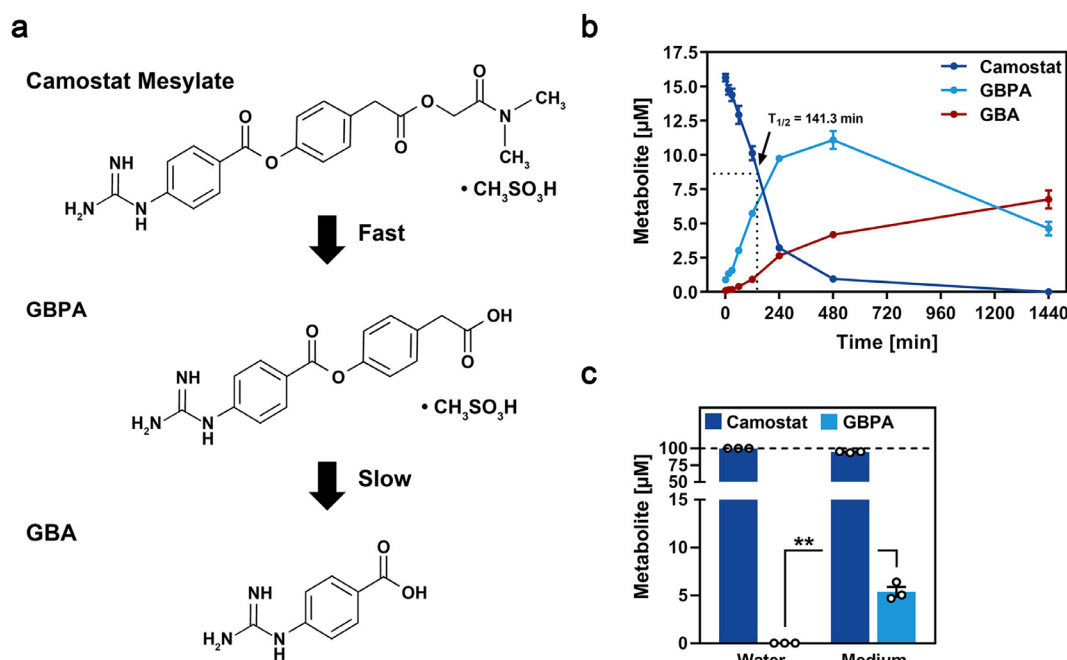 a
Camostat Mesylate
O
CH₃
O
N
O
CH₃
O
O
NH
H₂N
N
H
• CH₃SO₃H
Fast
GBPA
OH
O
O
O
NH
H₂N
N
H
• CH₃SO₃H
Slow
GBA
O
OH
NH
H₂N
N
H
b
17.5
15.0
12.5
10.0
7.5
5.0
2.5
0.0
Metabolite [µM]
Camostat
GBPA
GBA
T1/2 = 141.3 min
0 240 480 720 960 1200 1440
Time [min]
c
Camostat GBPA
100
75
50
15
10
5
0
Metabolite [µM]
**
Water Medium